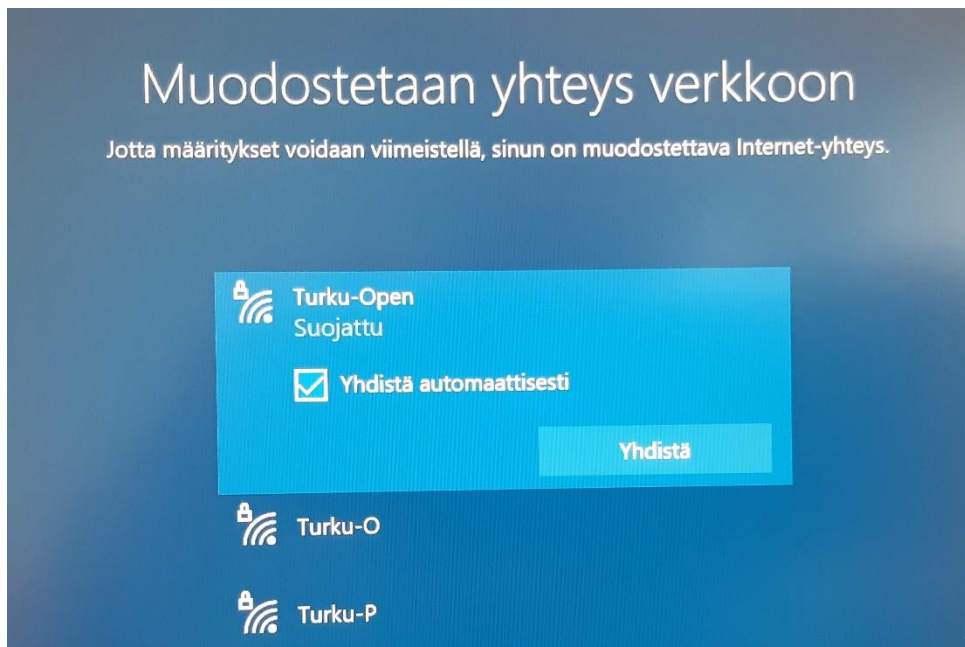 Muodostetaan yhteys verkkoon
Jotta määritykset voidaan viimeistellä, sinun on muodostettava Internet-yhteys.
Turku-Open
Suojattu
Yhdistä automaattisesti
Yhdistä
Turku-O
Turku-P